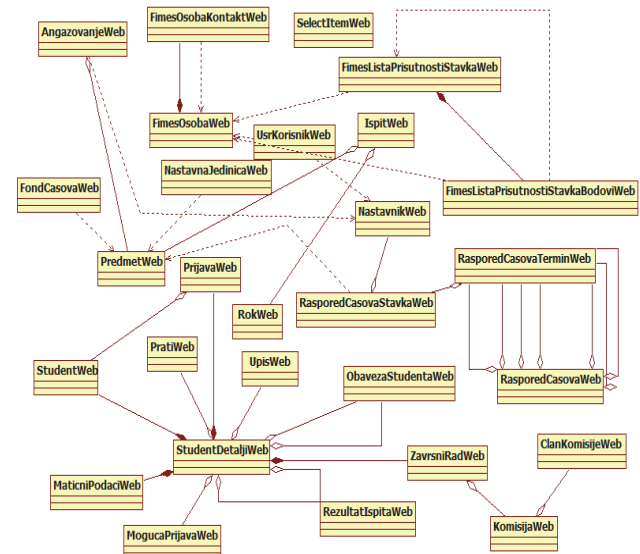 FimesOsobaKontaktWeb
SelectItemWeb
AngazovanjeWeb
FimesListaPrisutnostiStavkaWeb
FimesOsobaWeb
IspitWeb
UsrKorisnikWeb
NastavnaJedinicaWeb
FondCasovaWeb
FimesListaPrisutnostiStavkaBodoviWeb
NastavnikWeb
PredmetWeb
PrijavaWeb
RasporedCasovaTerminWeb
RasporedCasovaStavkaWeb
RokWeb
PratiWeb
UpisWeb
StudentWeb
ObavezaStudentaWeb
RasporedCasovaWeb
StudentDetaljiWeb
ZavrsniRadWeb
ClanKomisijeWeb
MaticniPodaciWeb
RezultatIspitaWeb
MogucaPrijavaWeb
KomisijaWeb